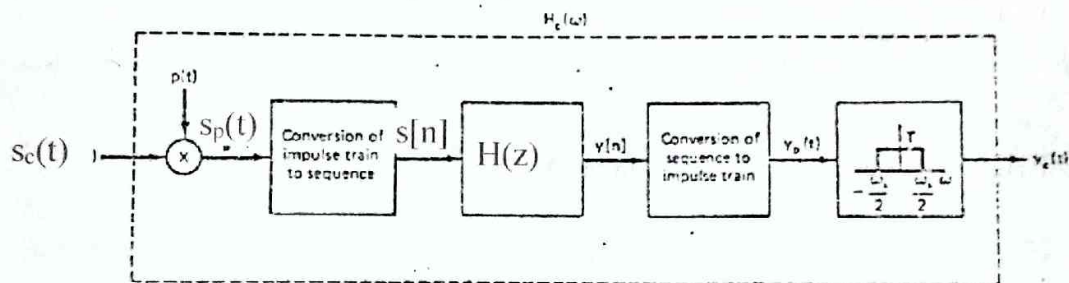 H_c(ω)
p(t)
s_c(t)
s_p(t)
×
Conversion of
impulse train
to sequence
s[n]
H(z)
y[n]
Conversion of
sequence to
impulse train
y_p(t)
T
-ω_s/2 ω_s/2 ω
y_c(t)